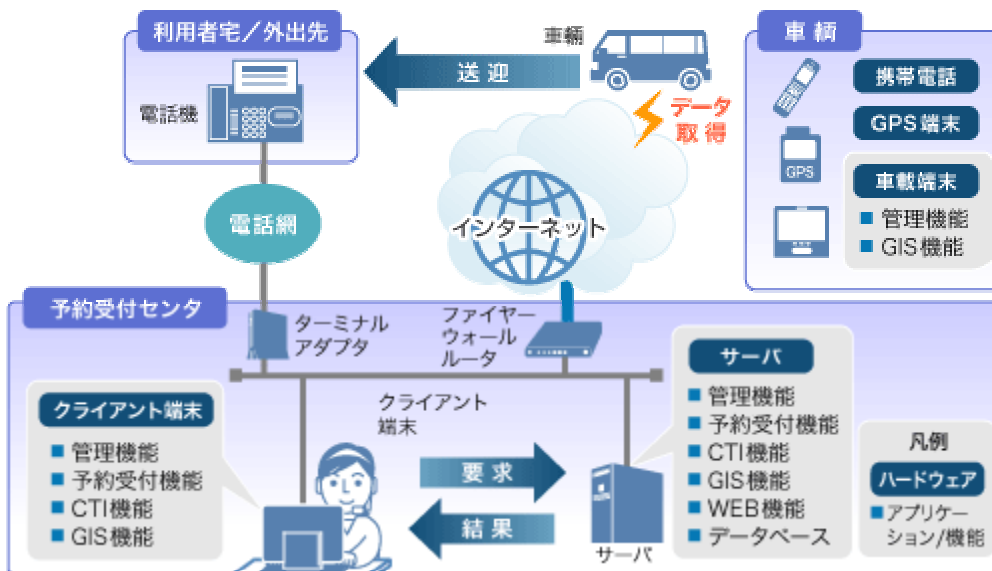 利用者宅／外出先
電話機
送迎
車輛
データ
取得
車輌
携帯電話
GPS端末
GPS
車載端末
管理機能
GIS機能
電話網
インターネット
予約受付センタ
ターミナル
アダプタ
ファイヤー
ウォール
ルータ
クライアント
端末
クライアント端末
管理機能
予約受付機能
CTI機能
GIS機能
要求
結果
サーバ
サーバ
管理機能
予約受付機能
CTI機能
GIS機能
WEB機能
データベース
凡例
ハードウェア
アプリケー
ション/機能